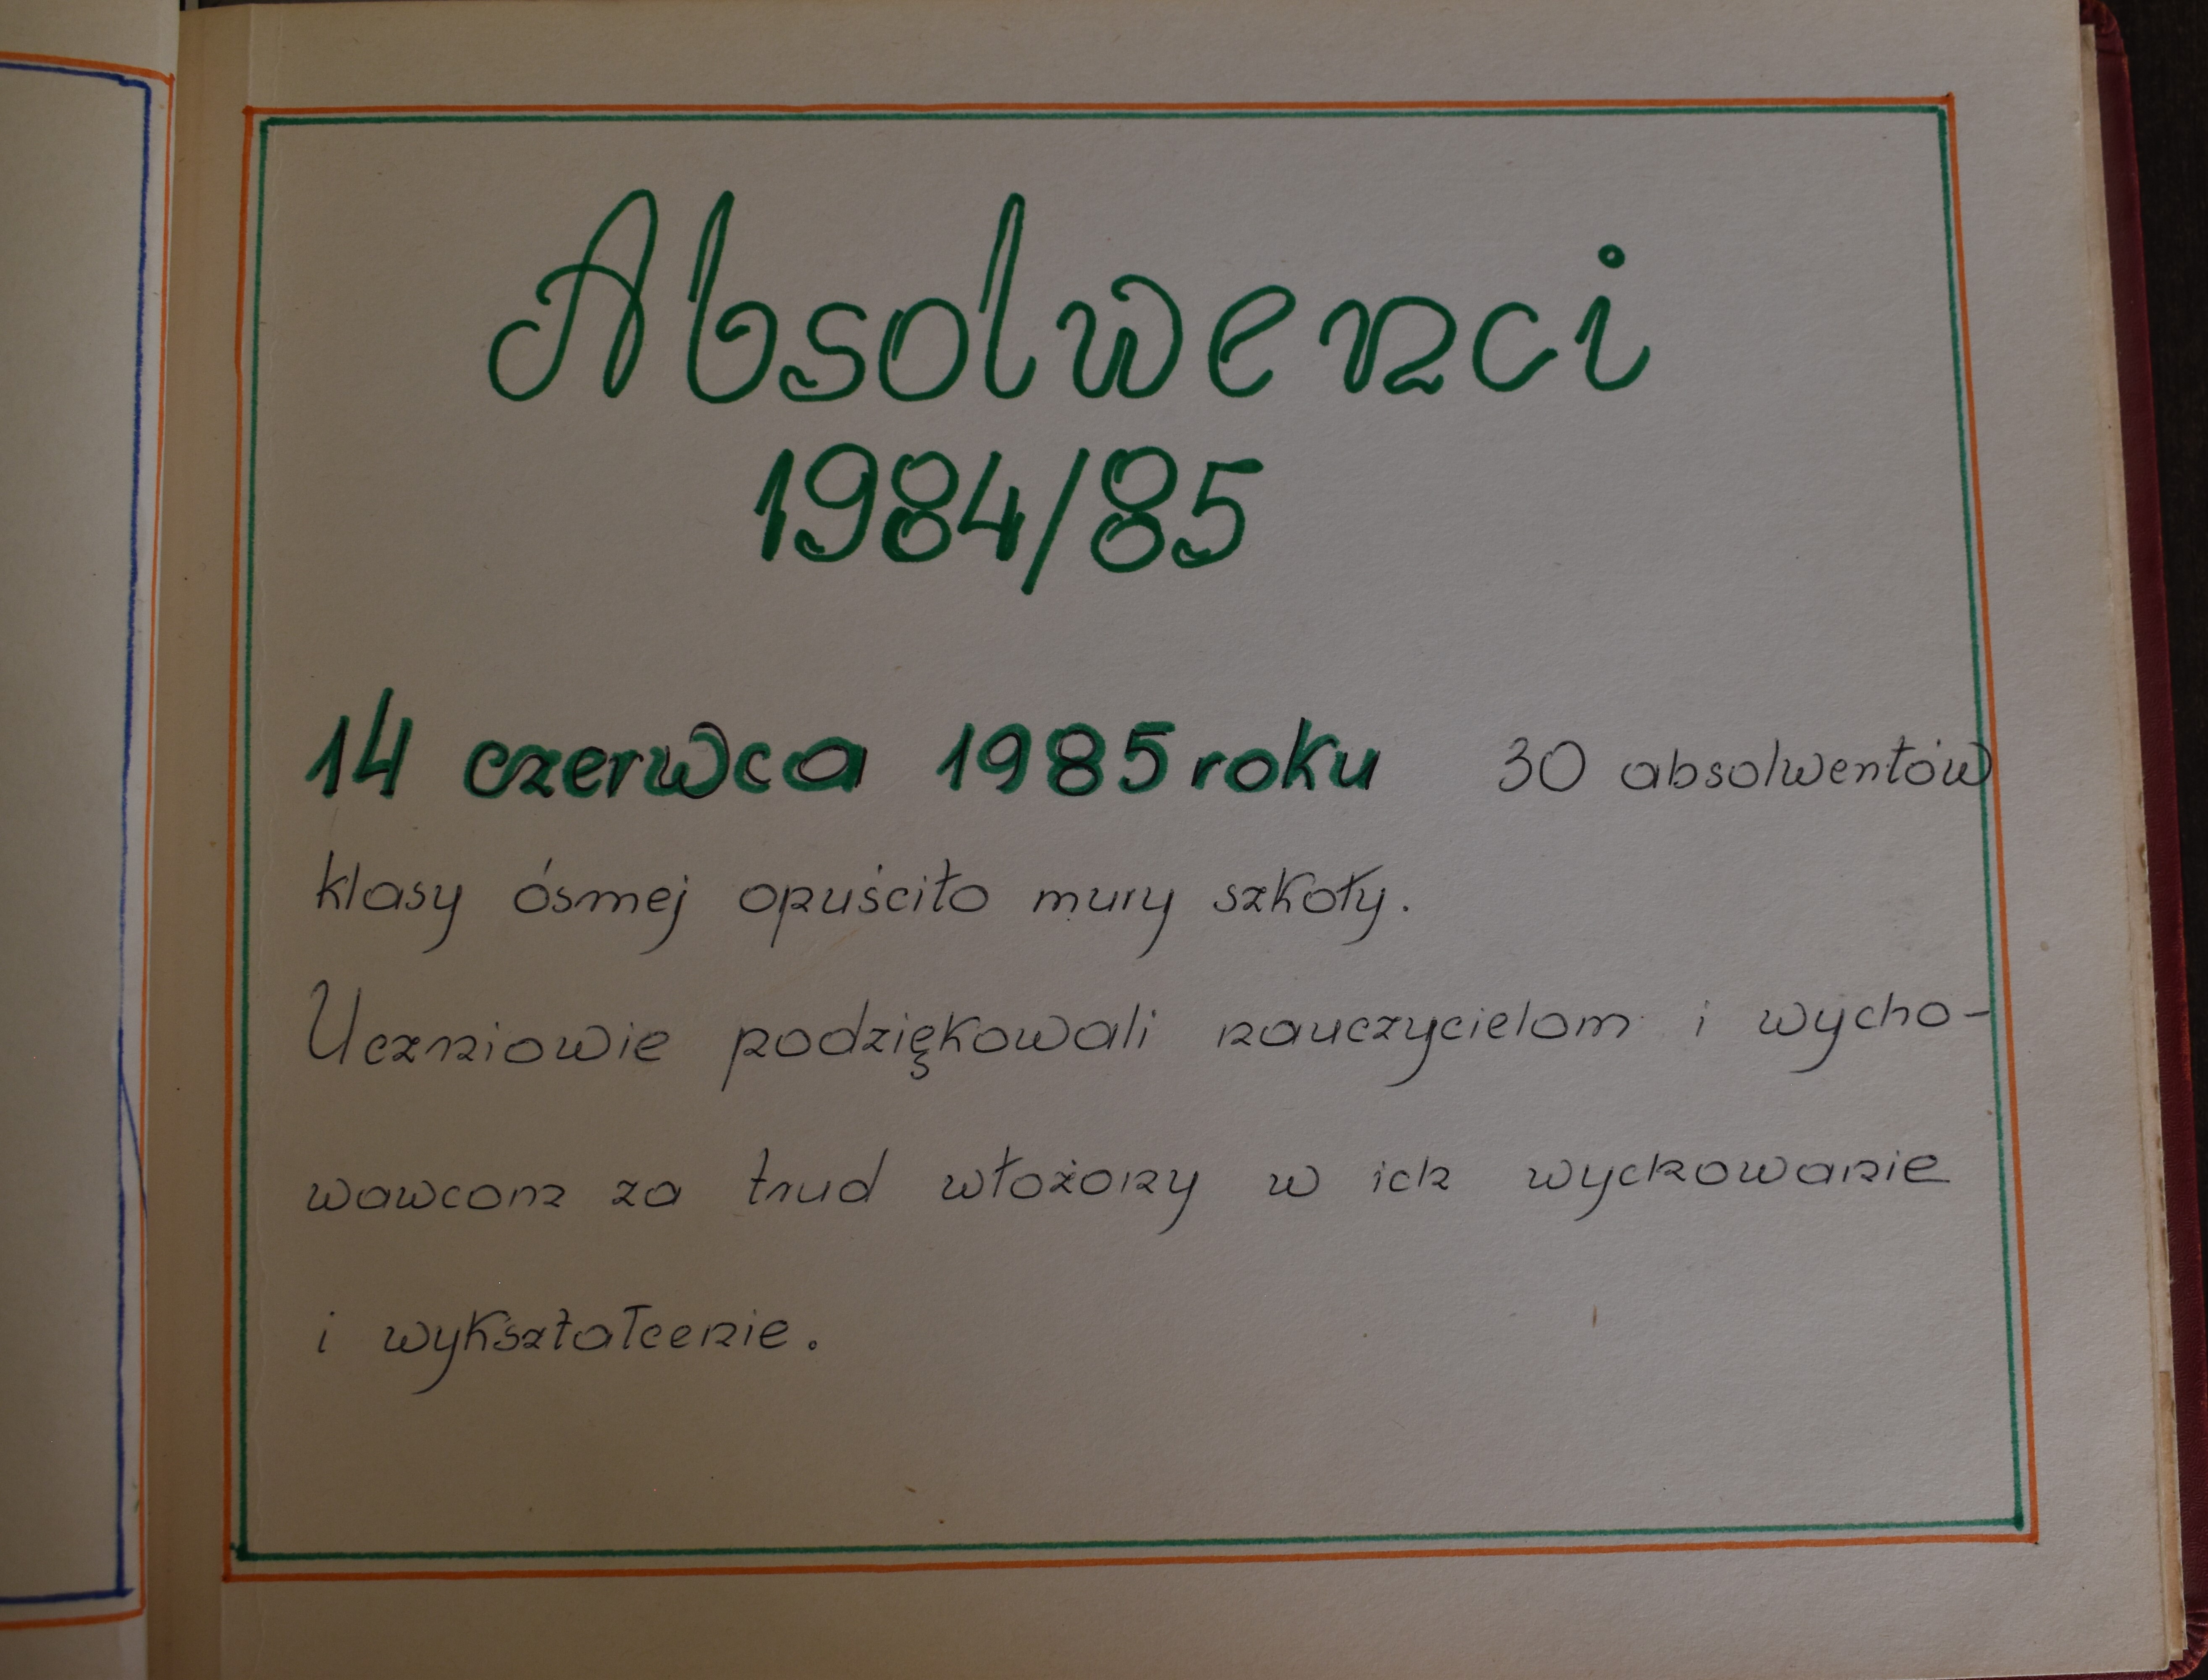 Absolwenci
1984/85
14 czerwca 1985 roku 30 absolwentów
klasy ósmej opuściło mury szkoły.
Uczniowie podziękowali nauczycielom i wycho-
wawcom za trud włożony w ich wychowanie
i wykształcenie.